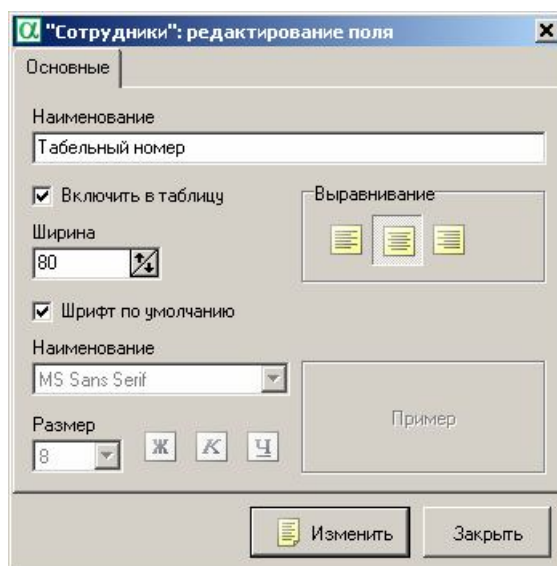 α "Сотрудники": редактирование поля
Основные
Наименование
Табельный номер
Включить в таблицу
Выравнивание
Ширина
80
Шрифт по умолчанию
Наименование
MS Sans Serif
Размер
8
Ж К Ч
Пример
Изменить
Закрыть